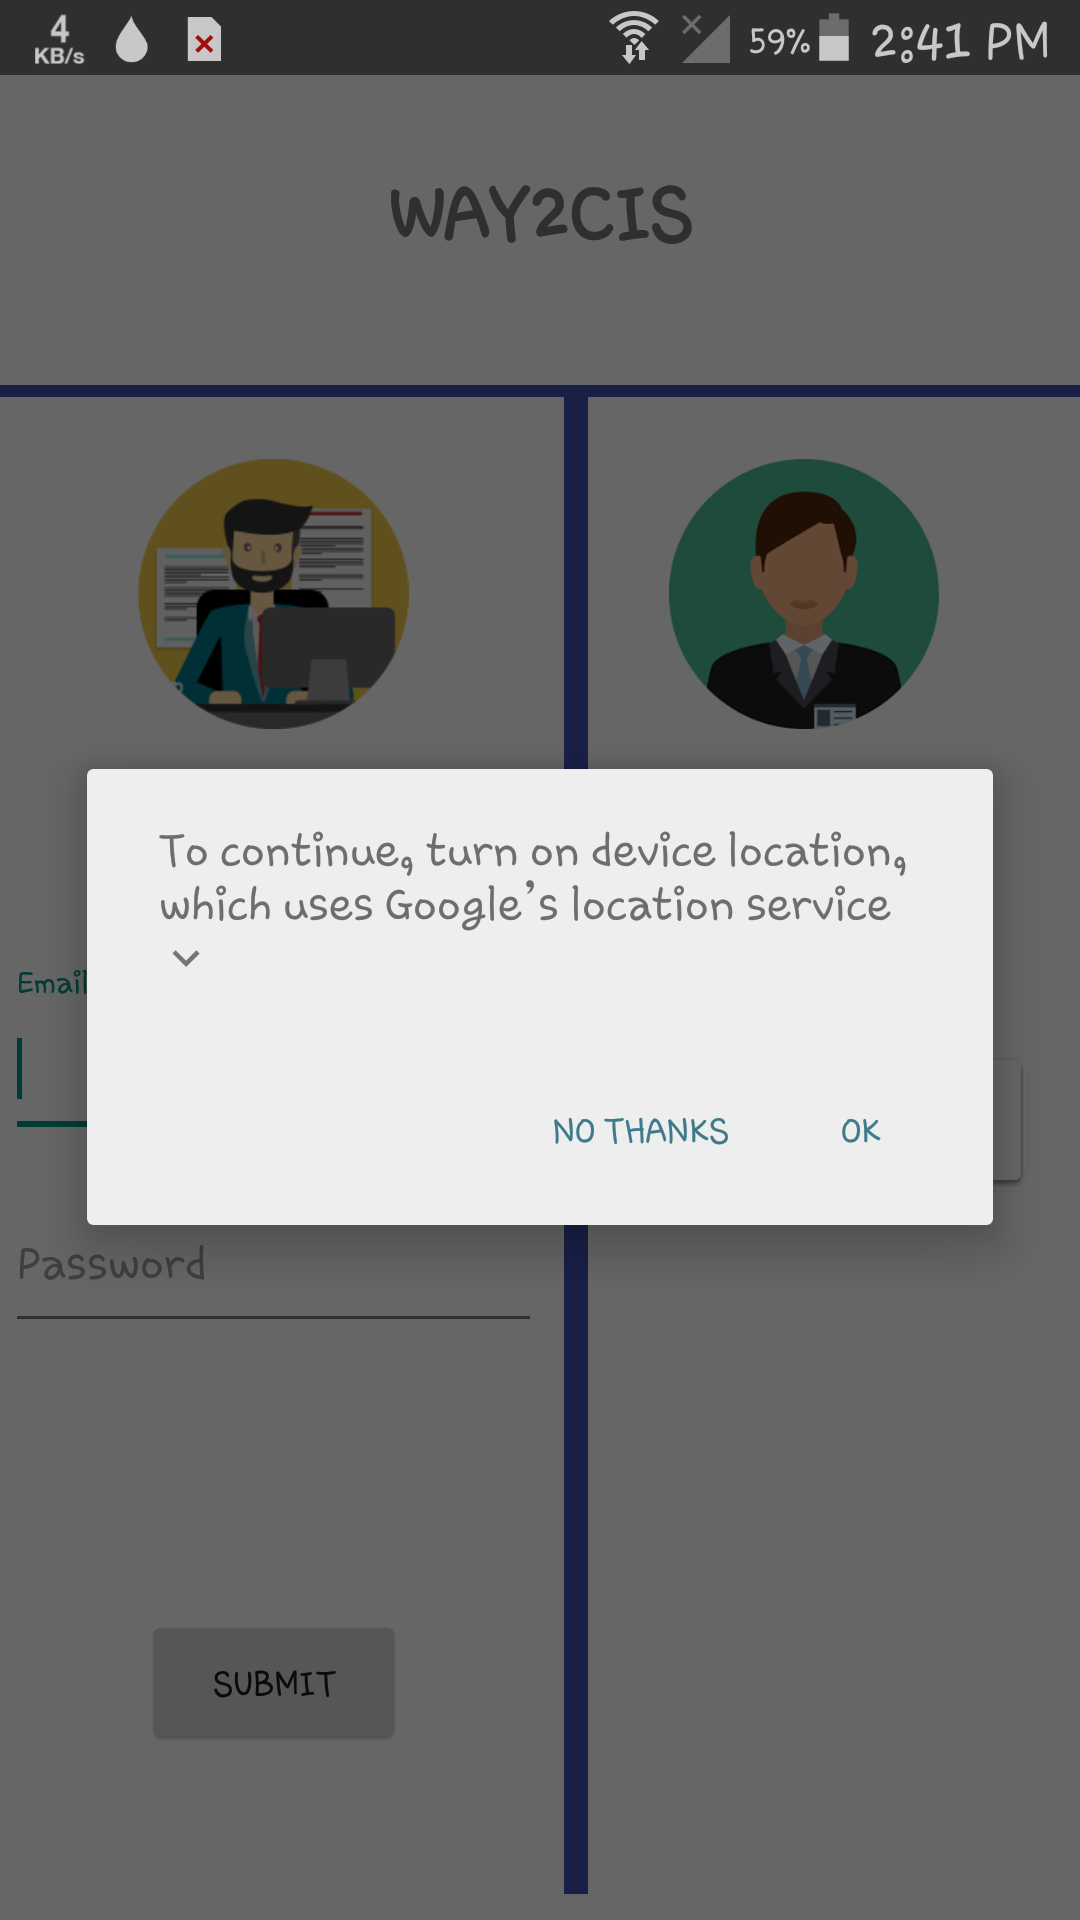 4
KB/s
59%
2:41 PM
WAY2CIS
To continue, turn on device location,
which uses Google's location service
Email
NO THANKS
OK
Password
SUBMIT